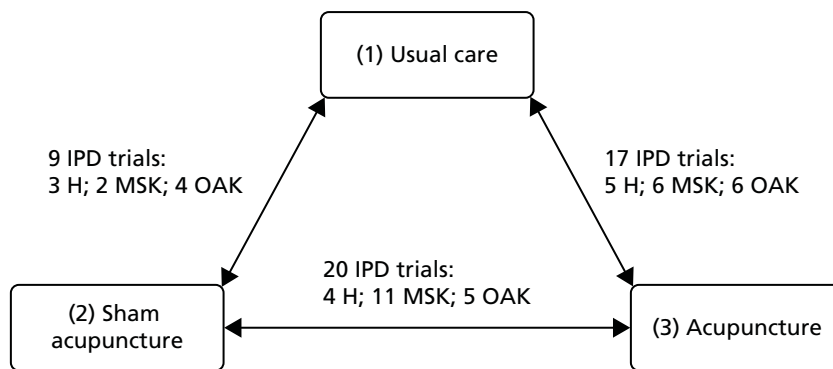 (1) Usual care
9 IPD trials:
3 H; 2 MSK; 4 OAK
17 IPD trials:
5 H; 6 MSK; 6 OAK
20 IPD trials:
4 H; 11 MSK; 5 OAK
(2) Sham
acupuncture
(3) Acupuncture